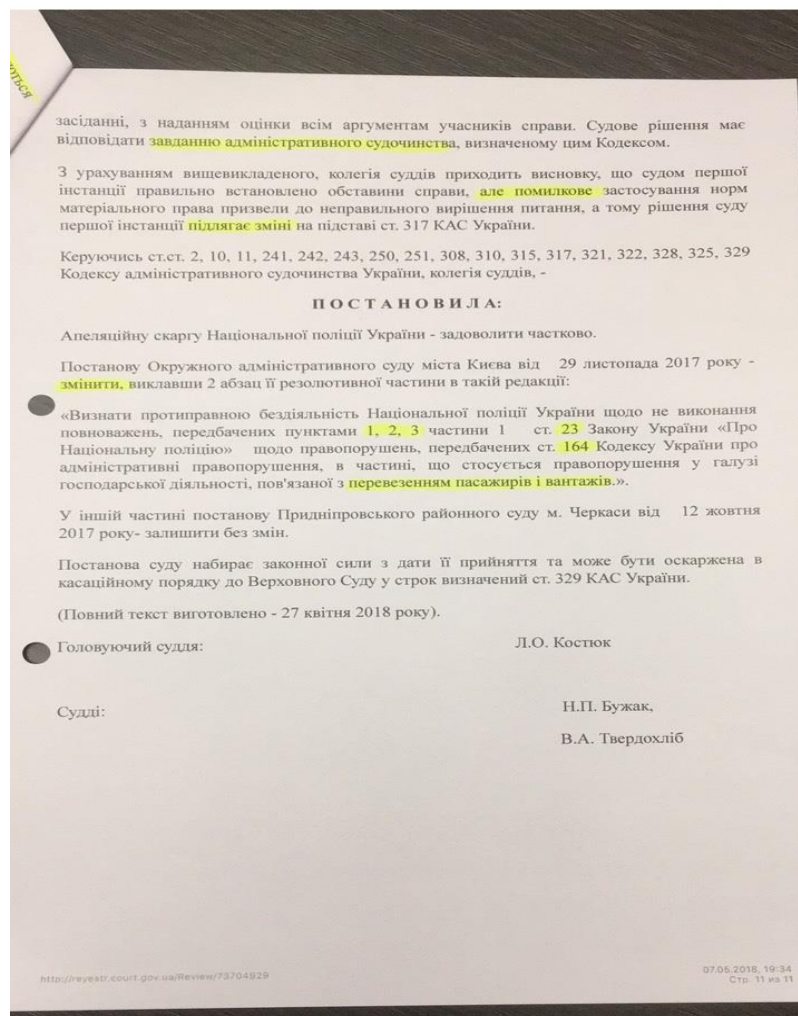 ються
засіданні, з наданням оцінки всім аргументам учасників справи. Судове рішення має
відповідати завданню адміністративного судочинства, визначеному цим Кодексом.
З урахуванням вищевикладеного, колегія суддів приходить висновку, що судом першої
інстанції правильно встановлено обставини справи, але помилкове застосування норм
матеріального права призвели до неправильного вирішення питання, а тому рішення суду
першої інстанції підлягає зміні на підставі ст. 317 КАС України.
Керуючись ст.ст. 2, 10, 11, 241, 242, 243, 250, 251, 308, 310, 315, 317, 321, 322, 328, 325, 329
Кодексу адміністративного судочинства України, колегія суддів, -
П О С Т А Н О В И Л А:
Апеляційну скаргу Національної поліції України - задоволити частково.
Постанову Окружного адміністративного суду міста Києва від 29 листопада 2017 року -
змінити, виклавши 2 абзац її резолютивної частини в такій редакції:
«Визнати протиправною бездіяльність Національної поліції України щодо не виконання
повноважень, передбачених пунктами 1, 2, 3 частини 1 ст. 23 Закону України «Про
Національну поліцію» щодо правопорушень, передбачених ст. 164 Кодексу України про
адміністративні правопорушення, в частині, що стосується правопорушення у галузі
господарської діяльності, пов'язаної з перевезенням пасажирів і вантажів.».
У іншій частині постанову Придніпровського районного суду м. Черкаси від 12 жовтня
2017 року- залишити без змін.
Постанова суду набирає законної сили з дати її прийняття та може бути оскаржена в
касаційному порядку до Верховного Суду у строк визначений ст. 329 КАС України.
(Повний текст виготовлено - 27 квітня 2018 року).
Головуючий суддя: Л.О. Костюк
Судді: Н.П. Бужак,
В.А. Твердохліб
http://reyestr.court.gov.ua/Review/73704929
07.05.2018, 19:34
Стр. 11 из 11